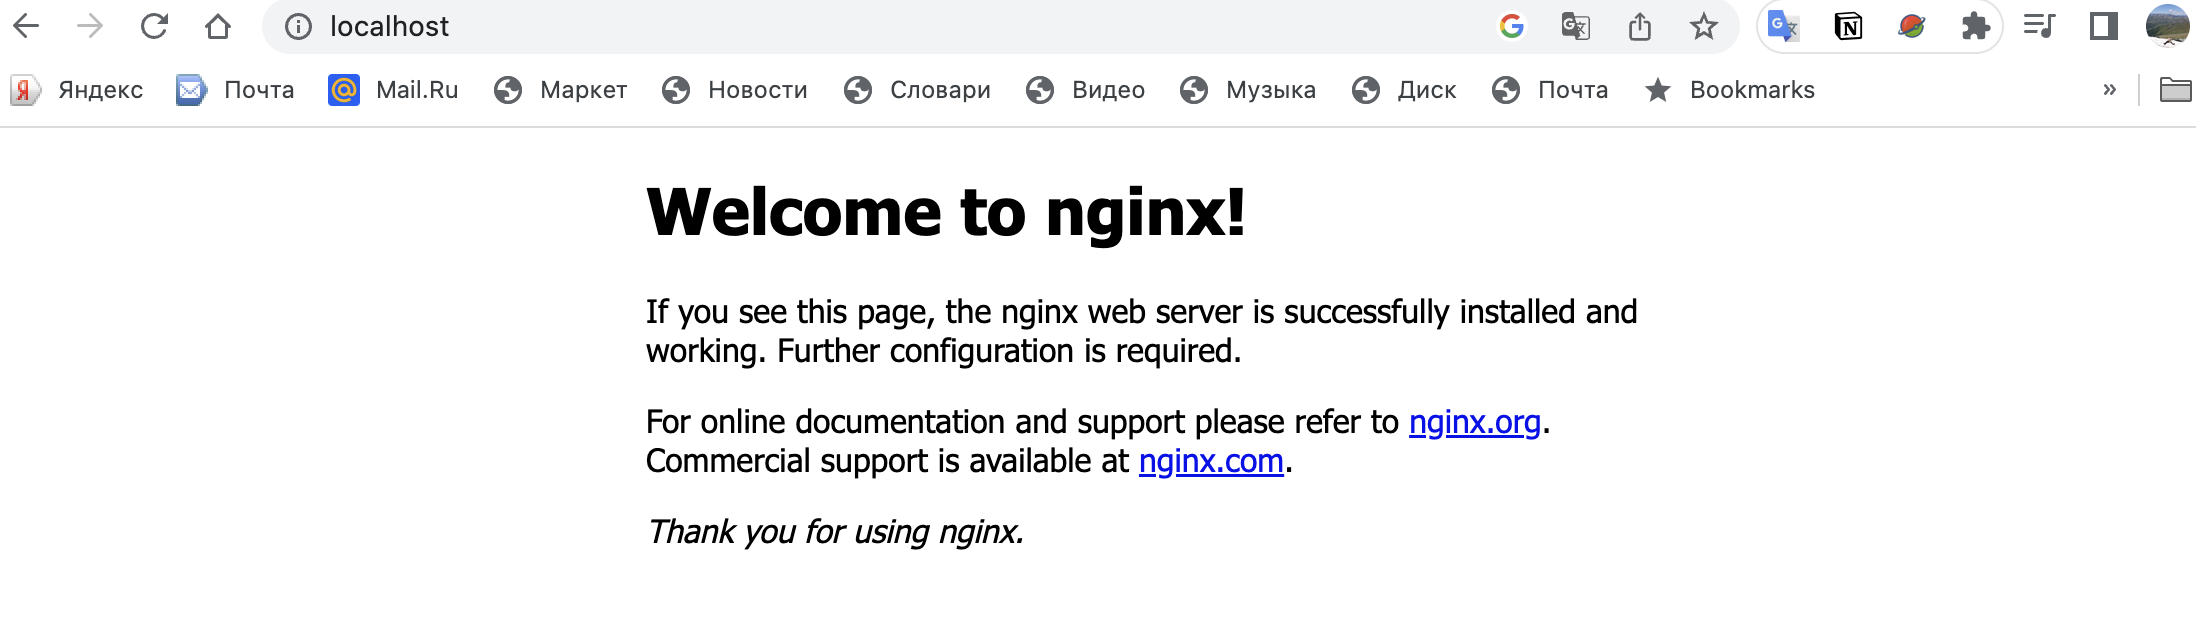 localhost
Яндекс Почта Mail.Ru Маркет Новости Словари Видео Музыка Диск Почта Bookmarks »
Welcome to nginx!
If you see this page, the nginx web server is successfully installed and
working. Further configuration is required.
For online documentation and support please refer to nginx.org.
Commercial support is available at nginx.com.
Thank you for using nginx.